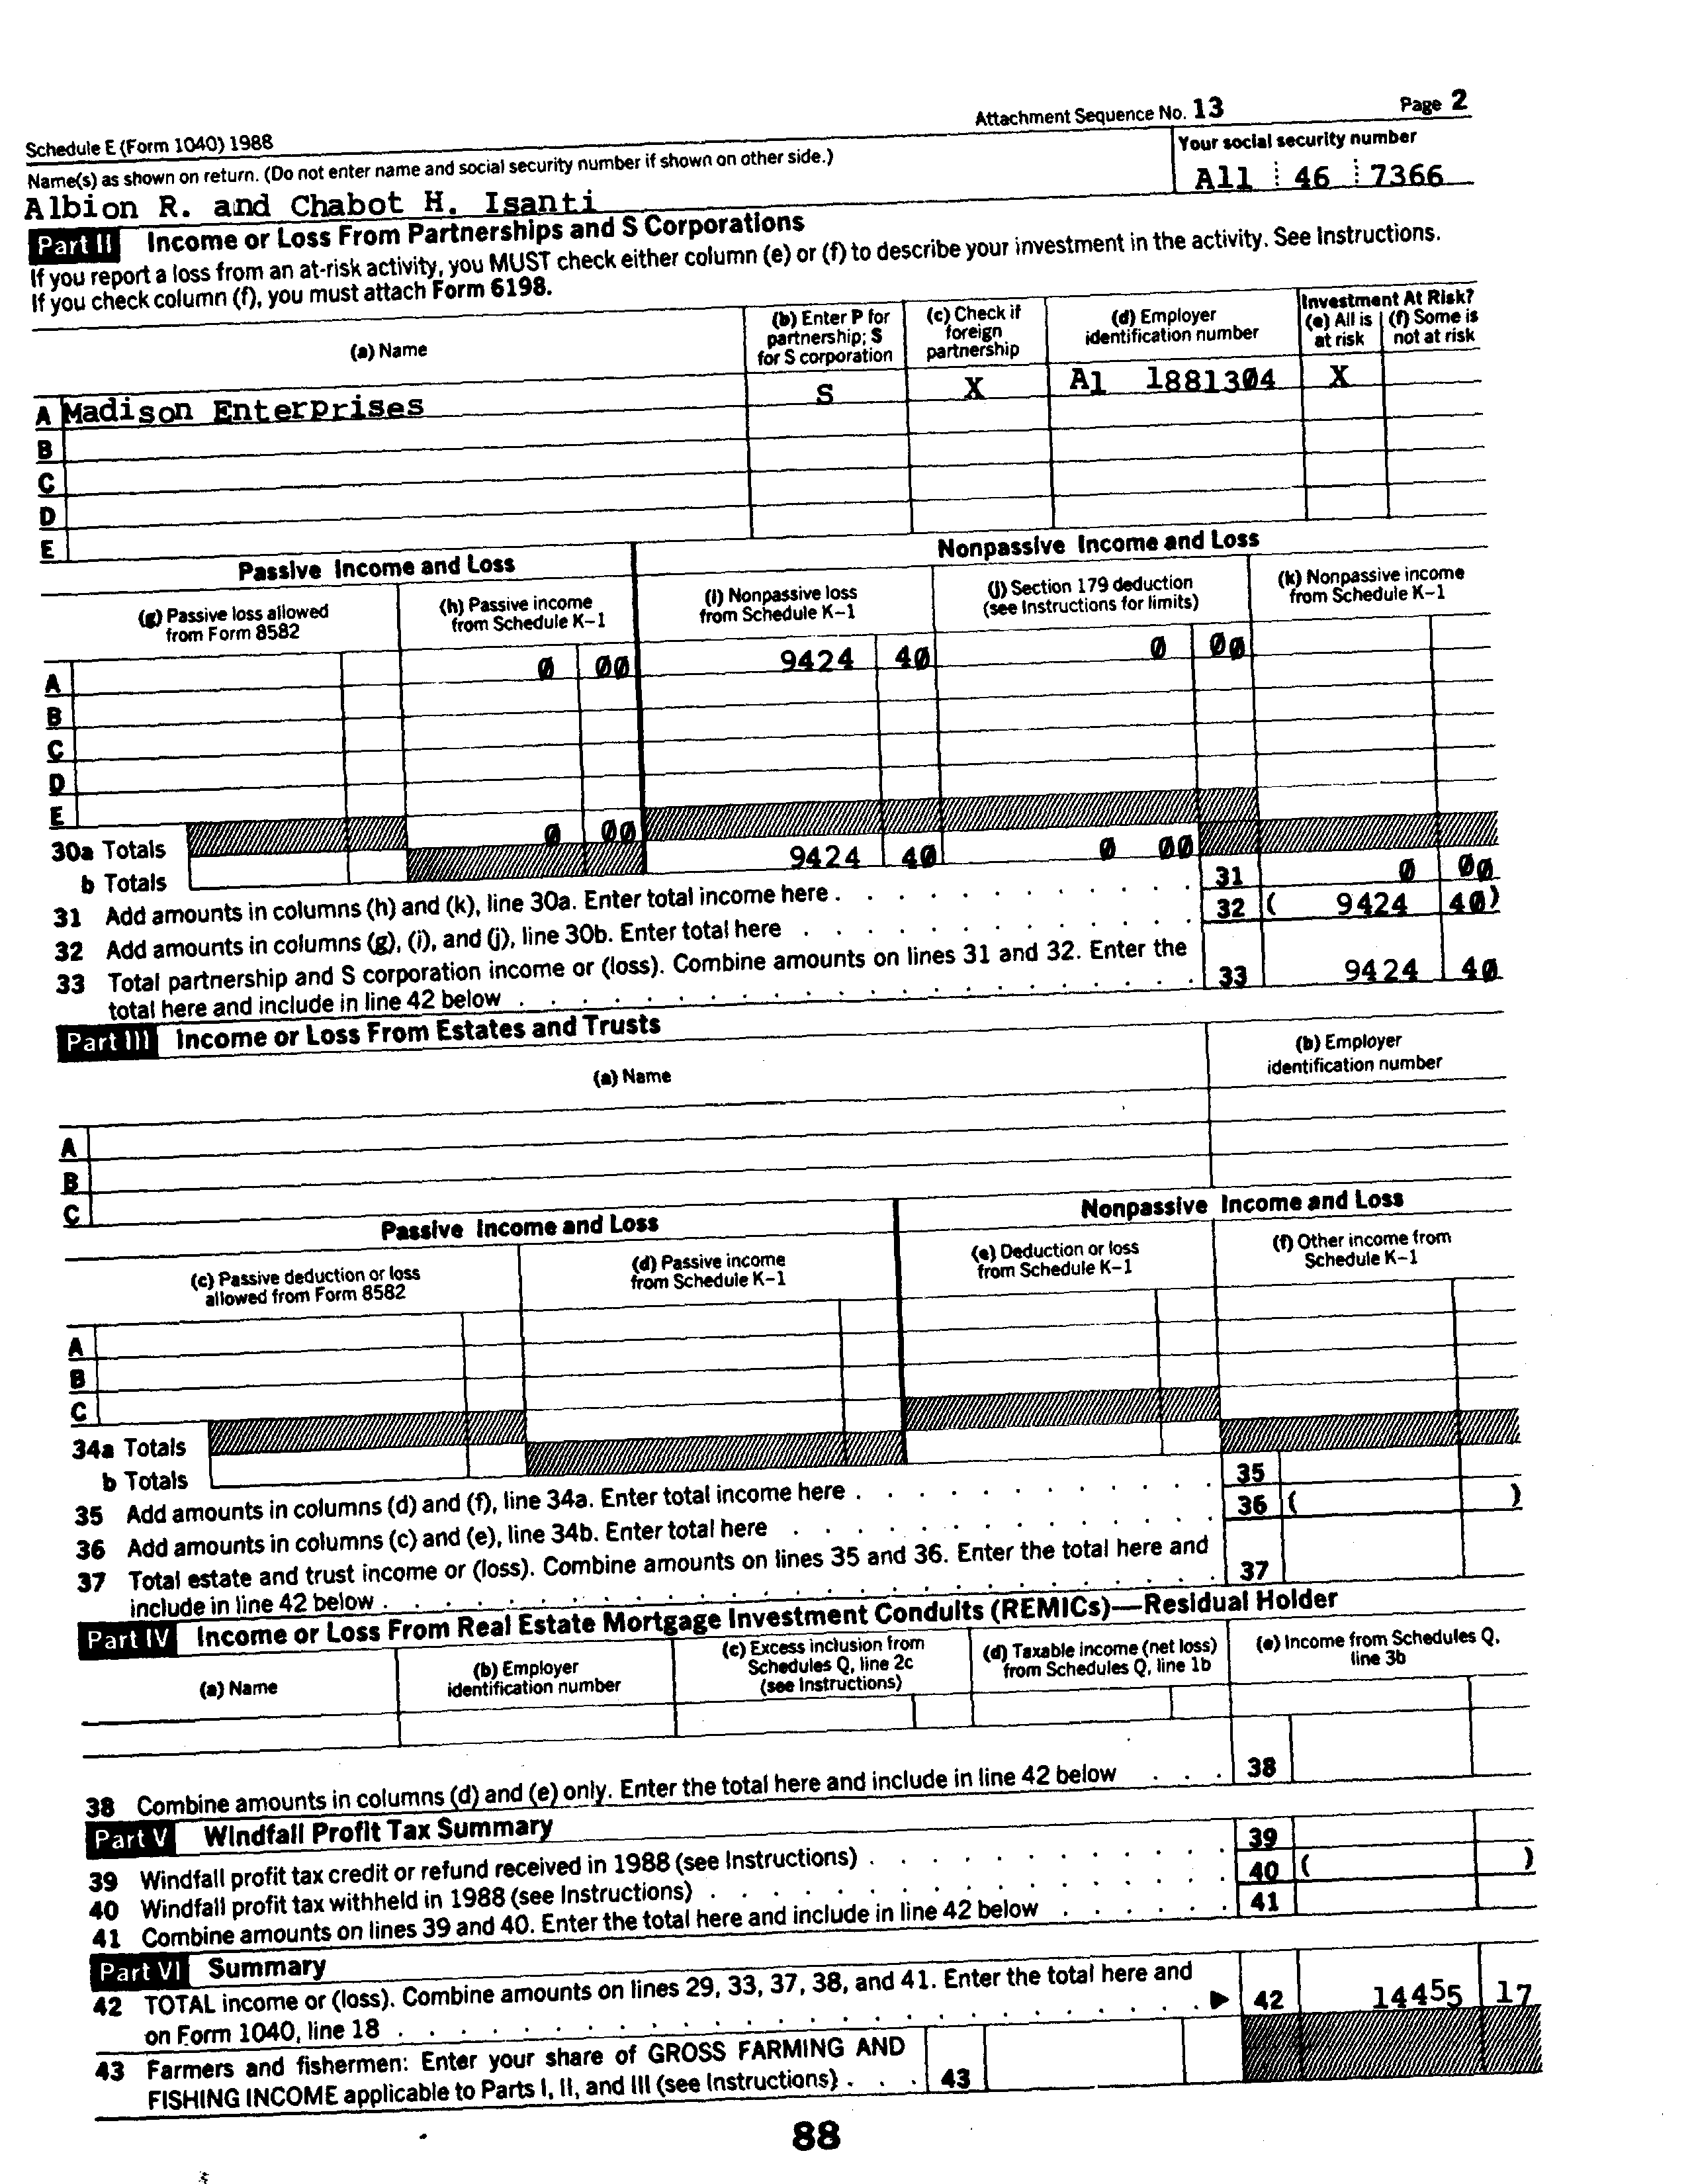 Attachment Sequence No. 13 Page 2
Schedule E (Form 1040) 1988
Name(s) as shown on return. (Do not enter name and social security number if shown on other side.) Your social security number
Albion R. and Chabot H. Isanti A11 46 7366
Part II Income or Loss From Partnerships and S Corporations
If you report a loss from an at-risk activity, you MUST check either column (e) or (f) to describe your investment in the activity. See Instructions.
If you check column (f), you must attach Form 6198.
(a) Name
(b) Enter P for partnership; S for S corporation
(c) Check if foreign partnership
(d) Employer identification number
Investment At Risk?
(e) All is at risk
(f) Some is not at risk
A Madison Enterprises S X A1 1881304 X
B
C
D
E
Passive Income and Loss Nonpassive Income and Loss
(g) Passive loss allowed from Form 8582
(h) Passive income from Schedule K-1
(i) Nonpassive loss from Schedule K-1
(j) Section 179 deduction (see Instructions for limits)
(k) Nonpassive income from Schedule K-1
A 0 00 9424 40 0 00
B
C
D
E
30a Totals 0 00
b Totals 9424 40 0 00
31 Add amounts in columns (h) and (k), line 30a. Enter total income here . . . . . . . . . . . 31 0 00
32 Add amounts in columns (g), (i), and (j), line 30b. Enter total here . . . . . . . . . . . . . 32 ( 9424 40)
33 Total partnership and S corporation income or (loss). Combine amounts on lines 31 and 32. Enter the
total here and include in line 42 below . . . . . . . . . . . . . . . . . . . . . . 33 9424 40
Part III Income or Loss From Estates and Trusts
(a) Name
(b) Employer identification number
A
B
C
Passive Income and Loss Nonpassive Income and Loss
(c) Passive deduction or loss allowed from Form 8582
(d) Passive income from Schedule K-1
(e) Deduction or loss from Schedule K-1
(f) Other income from Schedule K-1
A
B
C
34a Totals
b Totals
35 Add amounts in columns (d) and (f), line 34a. Enter total income here . . . . . . . . . . . . 35
36 Add amounts in columns (c) and (e), line 34b. Enter total here . . . . . . . . . . . . . . 36 ( )
37 Total estate and trust income or (loss). Combine amounts on lines 35 and 36. Enter the total here and
include in line 42 below . . . . . . . . . . . . . . . . . . . . . . . . . . . 37
Part IV Income or Loss From Real Estate Mortgage Investment Conduits (REMICs)—Residual Holder
(a) Name
(b) Employer identification number
(c) Excess inclusion from Schedules Q, line 2c (see Instructions)
(d) Taxable income (net loss) from Schedules Q, line 1b
(e) Income from Schedules Q, line 3b
38 Combine amounts in columns (d) and (e) only. Enter the total here and include in line 42 below . . . 38
Part V Windfall Profit Tax Summary
39 Windfall profit tax credit or refund received in 1988 (see Instructions) . . . . . . . . . . . . 39
40 Windfall profit tax withheld in 1988 (see Instructions) . . . . . . . . . . . . . . . . . 40 ( )
41 Combine amounts on lines 39 and 40. Enter the total here and include in line 42 below . . . . . . 41
Part VI Summary
42 TOTAL income or (loss). Combine amounts on lines 29, 33, 37, 38, and 41. Enter the total here and
on Form 1040, line 18 . . . . . . . . . . . . . . . . . . . . . . . . . . ▶ 42 14455 17
43 Farmers and fishermen: Enter your share of GROSS FARMING AND
FISHING INCOME applicable to Parts I, II, and III (see Instructions) . . . 43
88